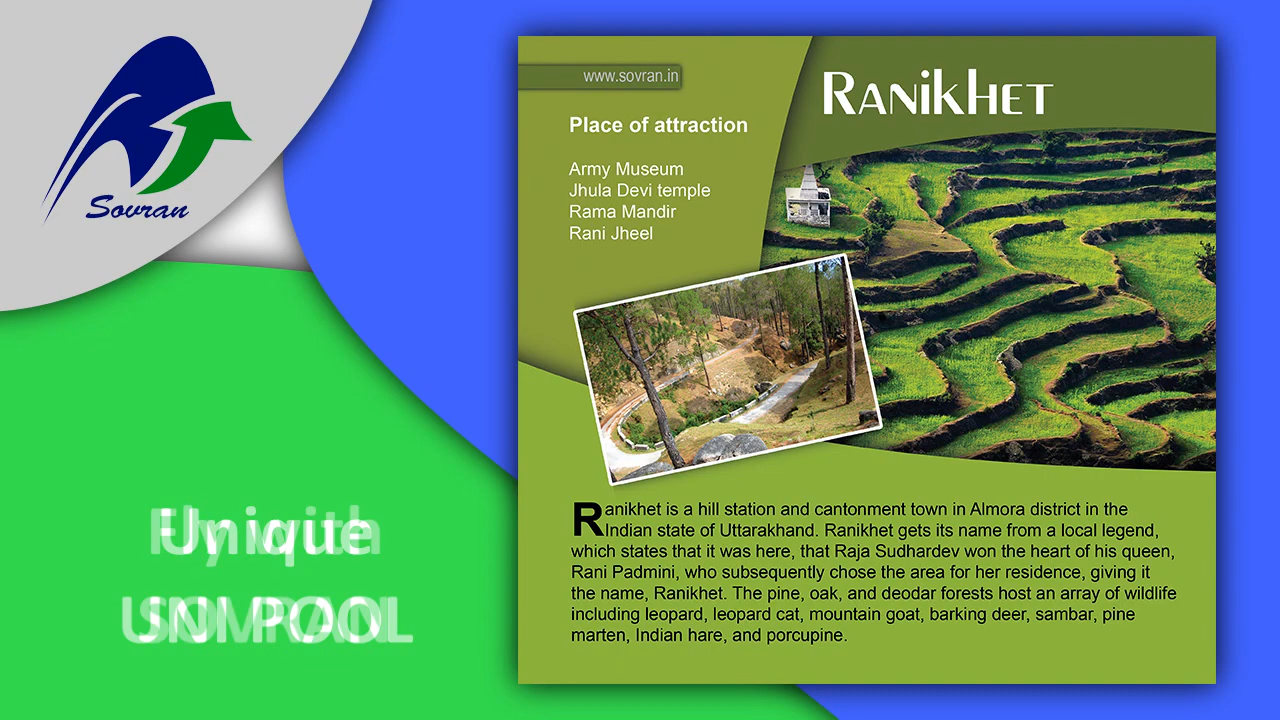 Sovran
www.sovran.in
RANIKHET
Place of attraction
Army Museum
Jhula Devi temple
Rama Mandir
Rani Jheel
Ranikhet is a hill station and cantonment town in Almora district in the
Indian state of Uttarakhand. Ranikhet gets its name from a local legend,
which states that it was here, that Raja Sudhardev won the heart of his queen,
Rani Padmini, who subsequently chose the area for her residence, giving it
the name, Ranikhet. The pine, oak, and deodar forests host an array of wildlife
including leopard, leopard cat, mountain goat, barking deer, sambar, pine
marten, Indian hare, and porcupine.
Unique